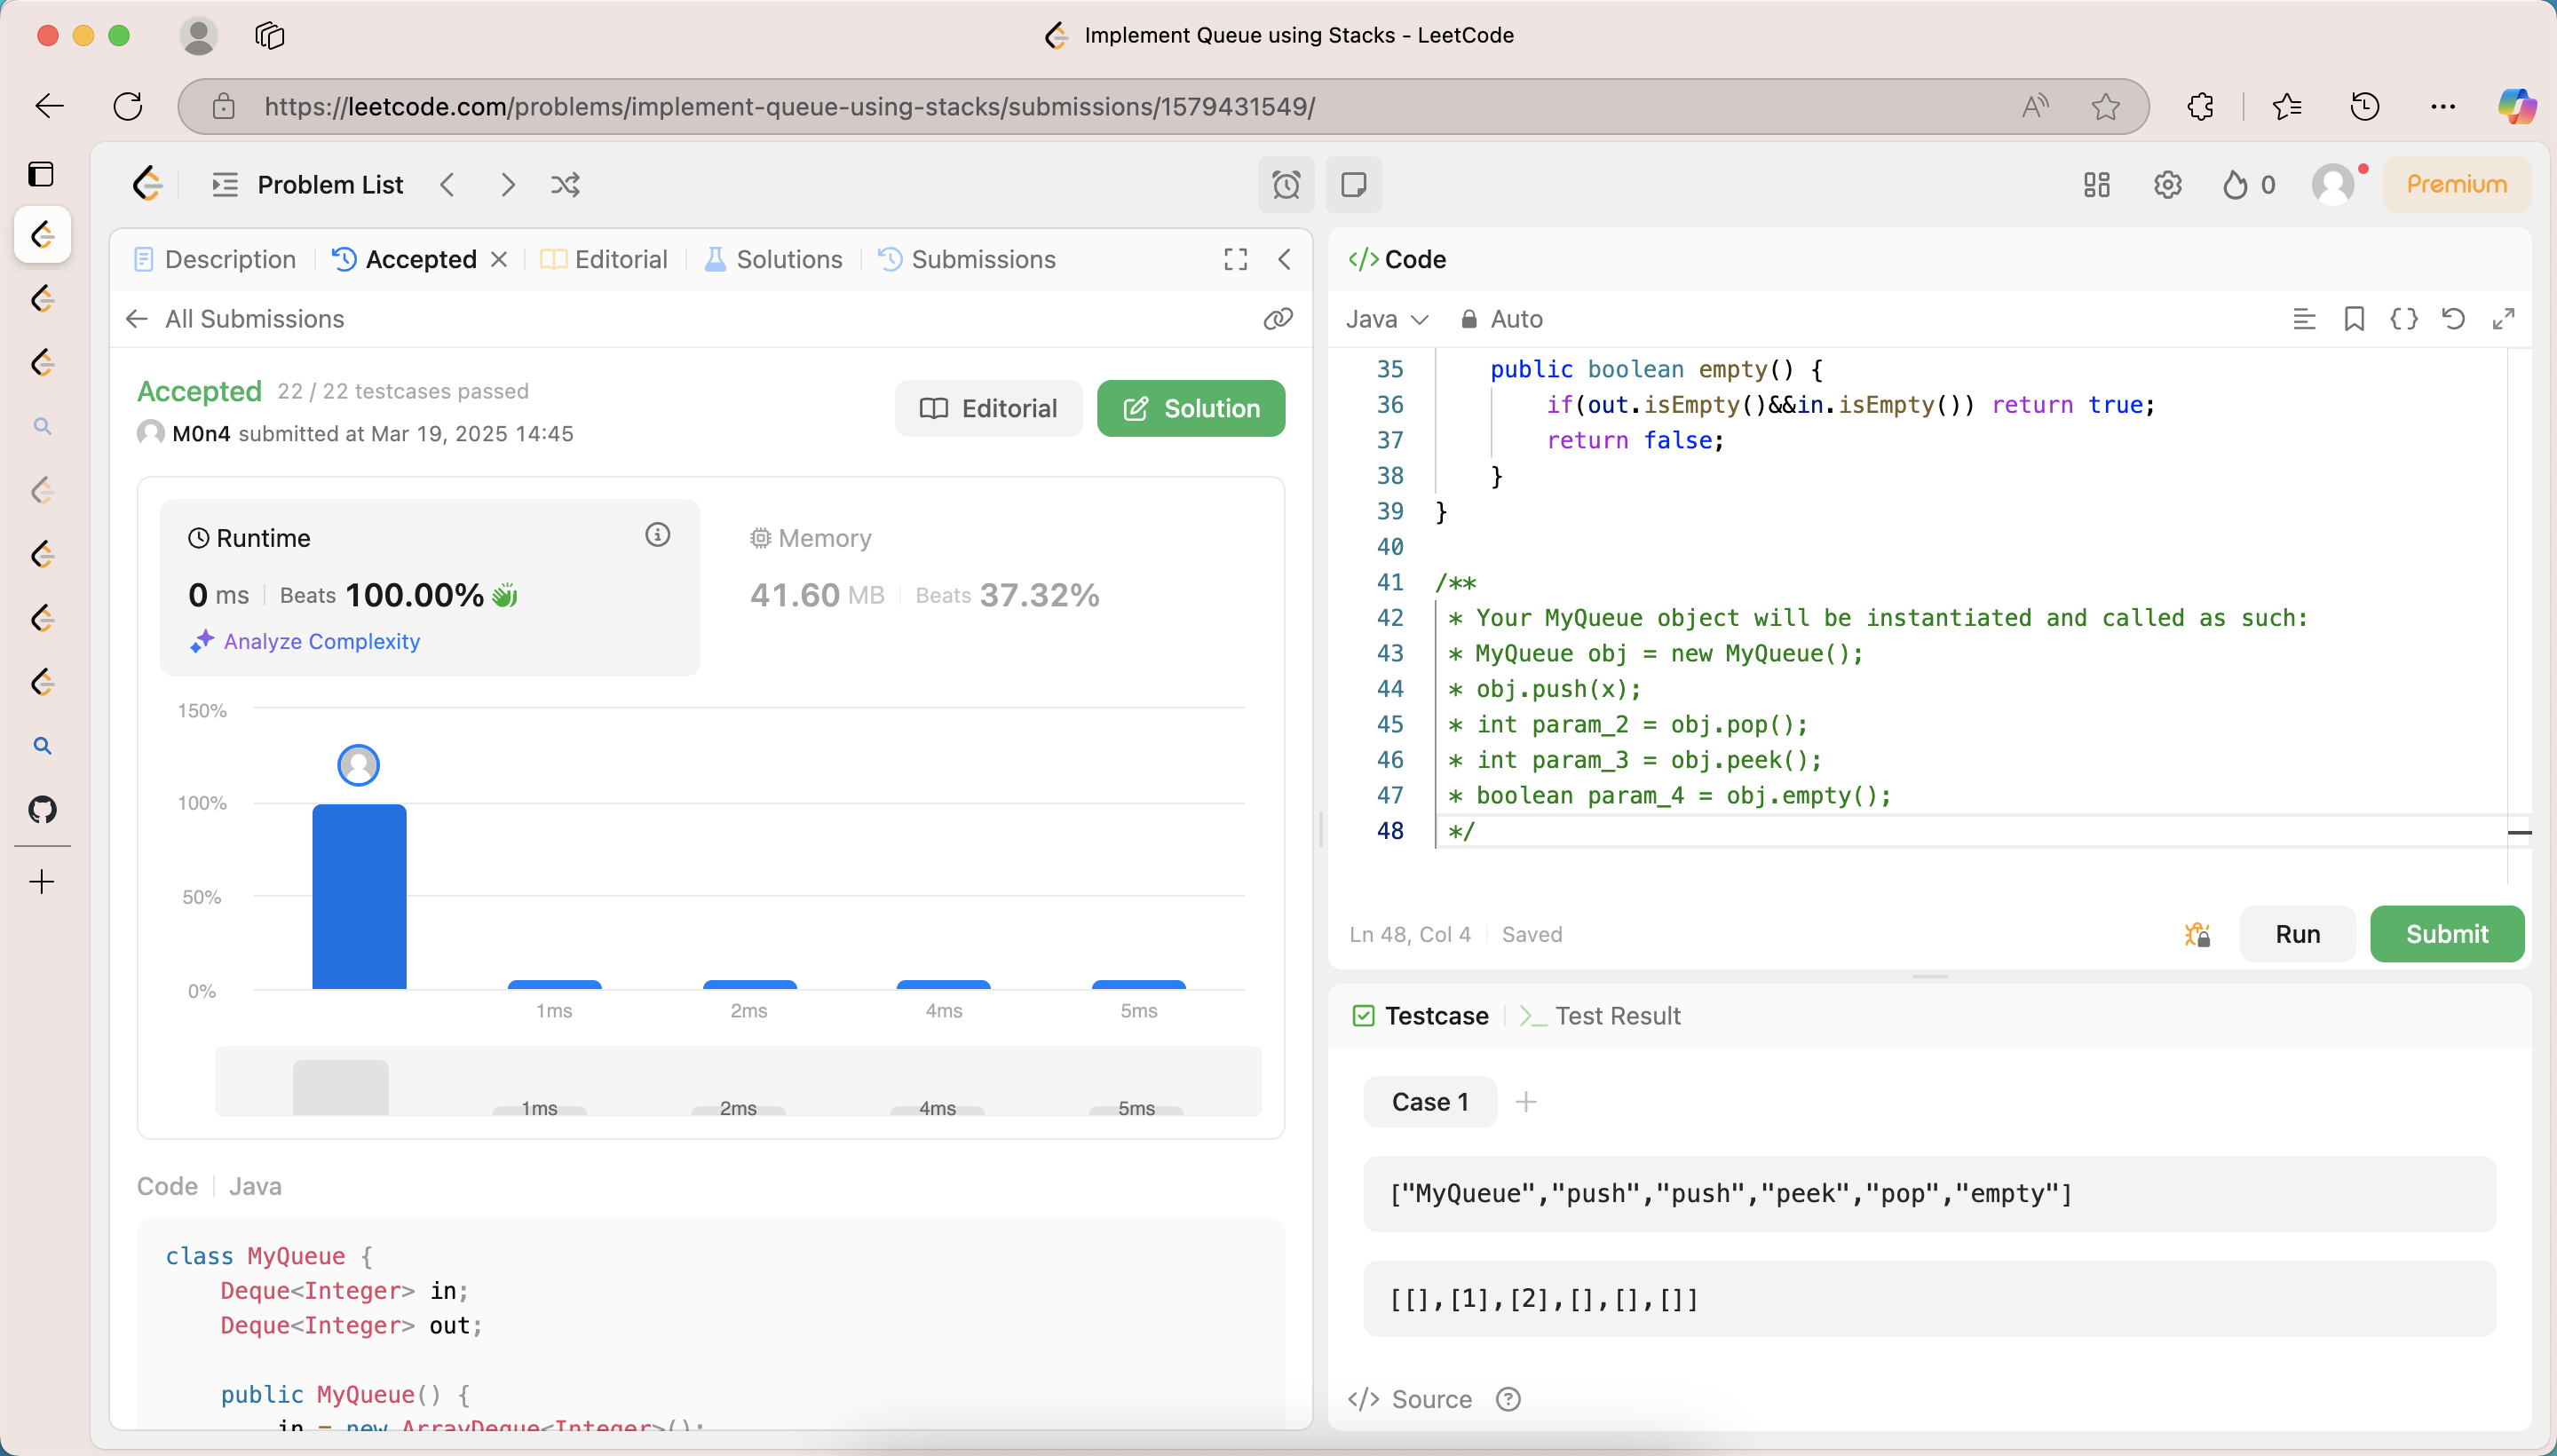 Implement Queue using Stacks - LeetCode
https://leetcode.com/problems/implement-queue-using-stacks/submissions/1579431549/
Problem List
0
Premium
Description
Accepted
Editorial
Solutions
Submissions
All Submissions
Accepted 22 / 22 testcases passed
M0n4 submitted at Mar 19, 2025 14:45
Editorial
Solution
Runtime
0 ms Beats 100.00%
Analyze Complexity
Memory
41.60 MB Beats 37.32%
150%
100%
50%
0%
1ms 2ms 4ms 5ms
1ms 2ms 4ms 5ms
Code Java
class MyQueue {
    Deque<Integer> in;
    Deque<Integer> out;
    public MyQueue() {
        in = new ArrayDeque<Integer>();
Code
Java Auto
35 public boolean empty() {
36 if(out.isEmpty()&&in.isEmpty()) return true;
37 return false;
38 }
39 }
40
41 /**
42 * Your MyQueue object will be instantiated and called as such:
43 * MyQueue obj = new MyQueue();
44 * obj.push(x);
45 * int param_2 = obj.pop();
46 * int param_3 = obj.peek();
47 * boolean param_4 = obj.empty();
48 */
Ln 48, Col 4 Saved
Run
Submit
Testcase
Test Result
Case 1
["MyQueue","push","push","peek","pop","empty"]
[[],[1],[2],[],[],[]]
Source